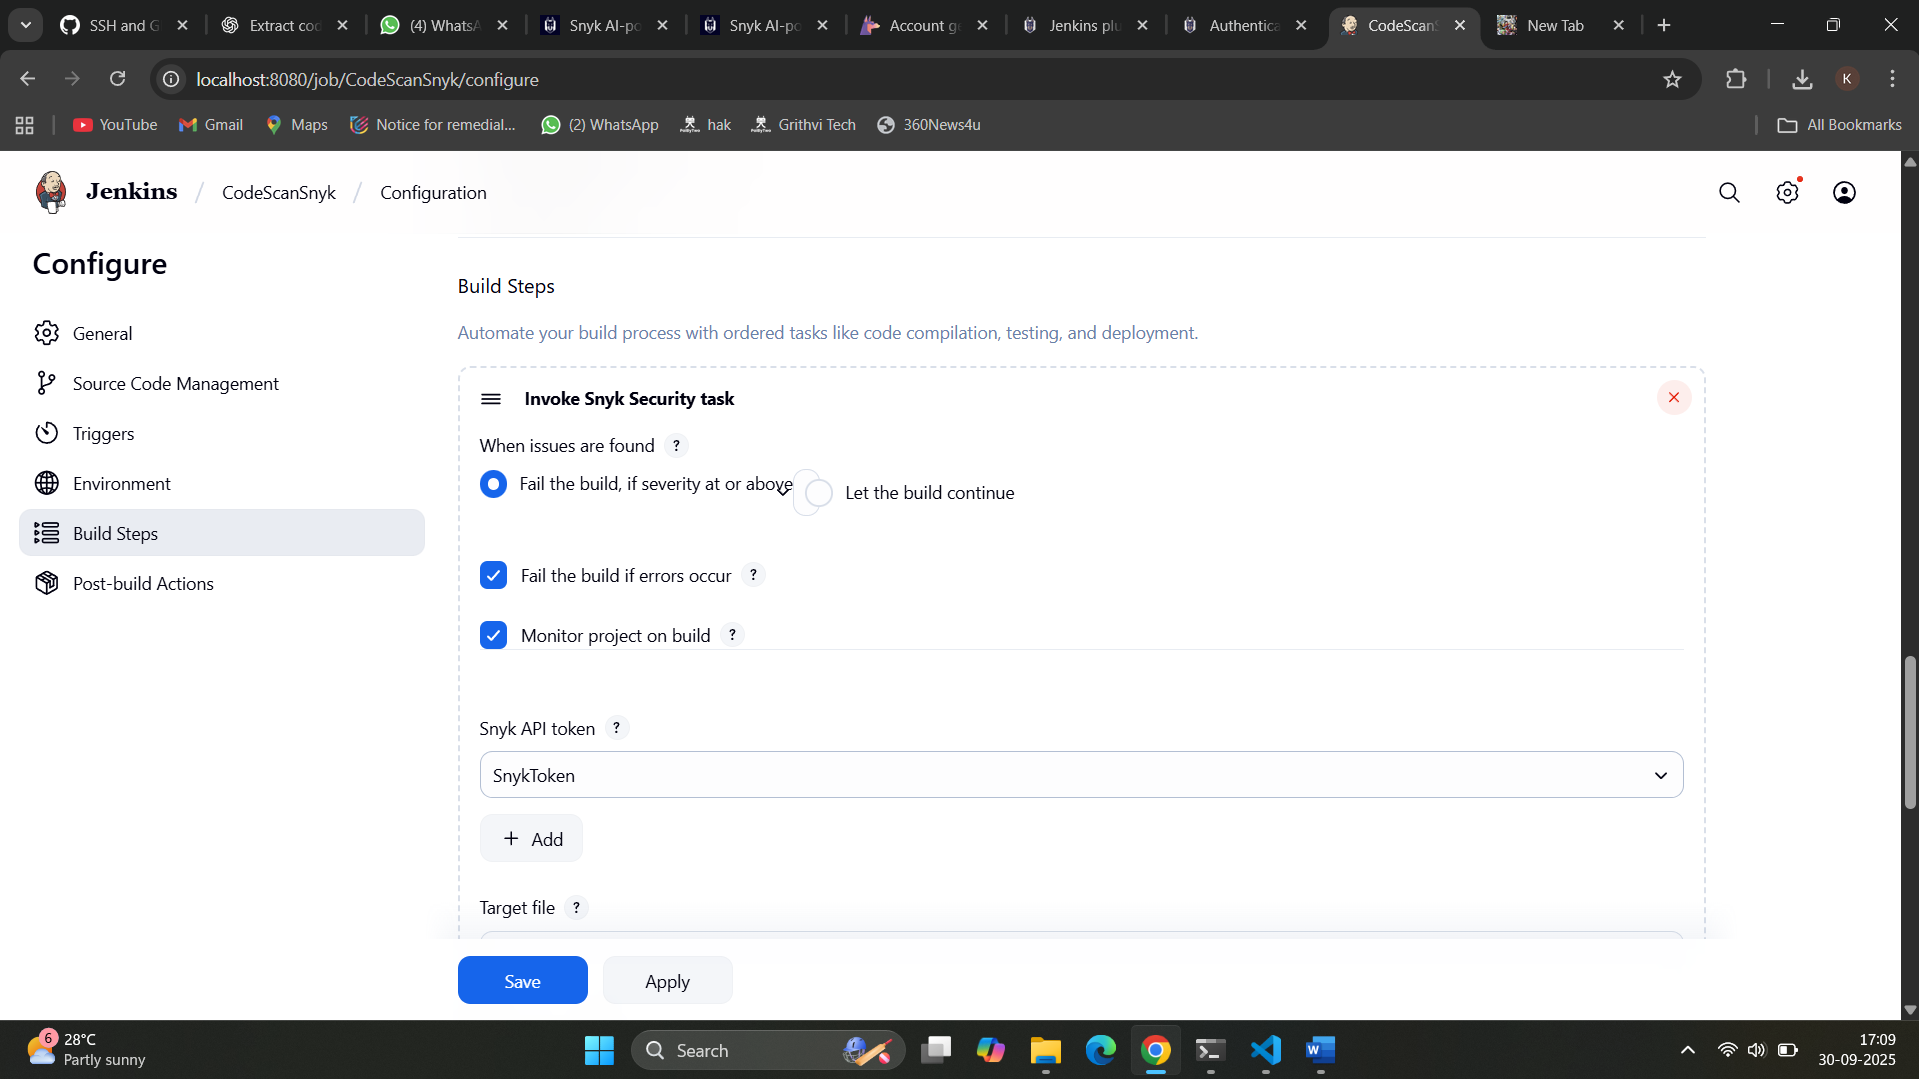 SSH and G
Extract cod
(4) WhatsA
Snyk AI-po
Snyk AI-po
Account ge
Jenkins plu
Authentica
CodeScanS
New Tab
localhost:8080/job/CodeScanSnyk/configure
K
YouTube
Gmail
Maps
Notice for remedial...
(2) WhatsApp
hak
Grithvi Tech
360News4u
All Bookmarks
Jenkins / CodeScanSnyk / Configuration
Configure
General
Source Code Management
Triggers
Environment
Build Steps
Post-build Actions
Build Steps
Automate your build process with ordered tasks like code compilation, testing, and deployment.
Invoke Snyk Security task
When issues are found ?
Fail the build, if severity at or above
Let the build continue
Fail the build if errors occur ?
Monitor project on build ?
Snyk API token ?
SnykToken
+ Add
Target file ?
Save
Apply
6
28°C
Partly sunny
Search
17:09
30-09-2025